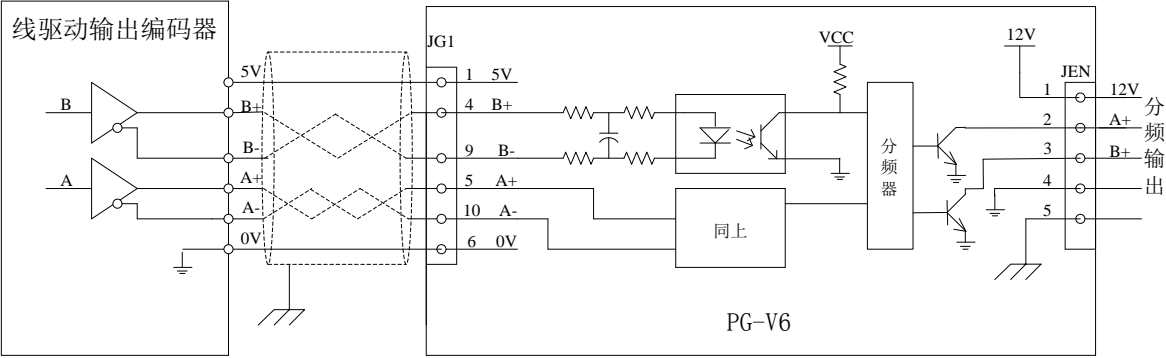 线驱动输出编码器
JG1
VCC
12V
JEN
5V
1 5V
1 12V
B
B+
4 B+
2 A+
B-
9 B-
3 B+
A
A+
5 A+
4
A-
10 A-
5
0V
6 0V
分频器
分频输出
同上
PG-V6